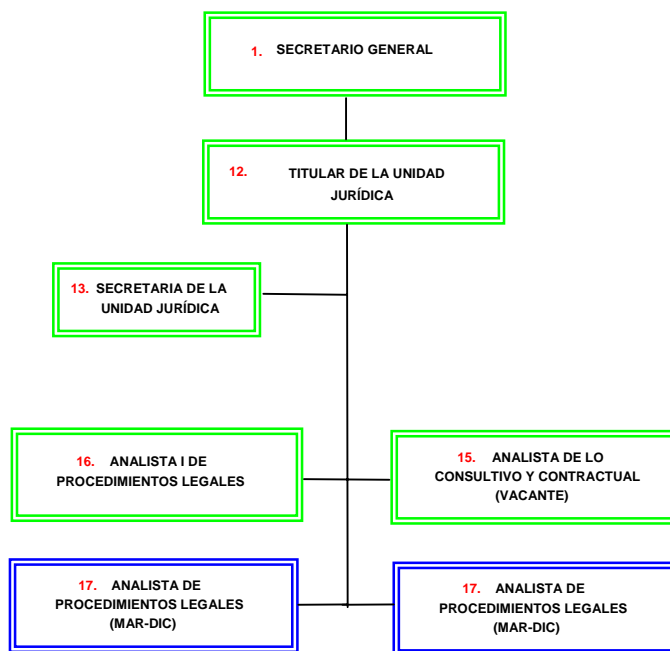 1. SECRETARIO GENERAL
12. TITULAR DE LA UNIDAD
JURÍDICA
13. SECRETARIA DE LA
UNIDAD JURÍDICA
16. ANALISTA I DE
PROCEDIMIENTOS LEGALES
15. ANALISTA DE LO
CONSULTIVO Y CONTRACTUAL
(VACANTE)
17. ANALISTA DE
PROCEDIMIENTOS LEGALES
(MAR-DIC)
17. ANALISTA DE
PROCEDIMIENTOS LEGALES
(MAR-DIC)